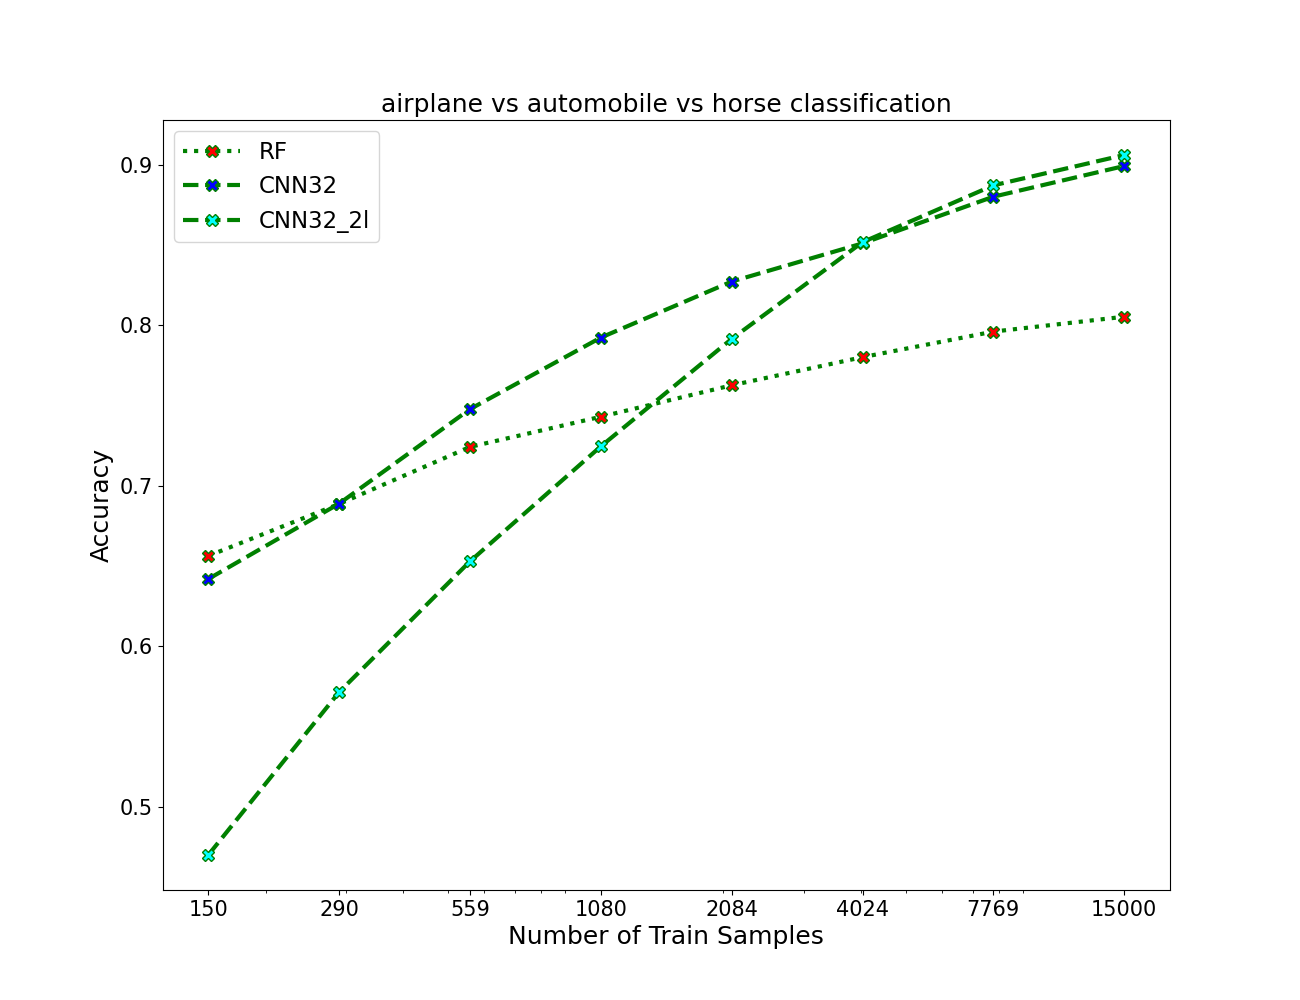 airplane vs automobile vs horse classification
RF
CNN32
CNN32_2l
0.9
0.8
0.7
0.6
0.5
Accuracy
150 290 559 1080 2084 4024 7769 15000
Number of Train Samples